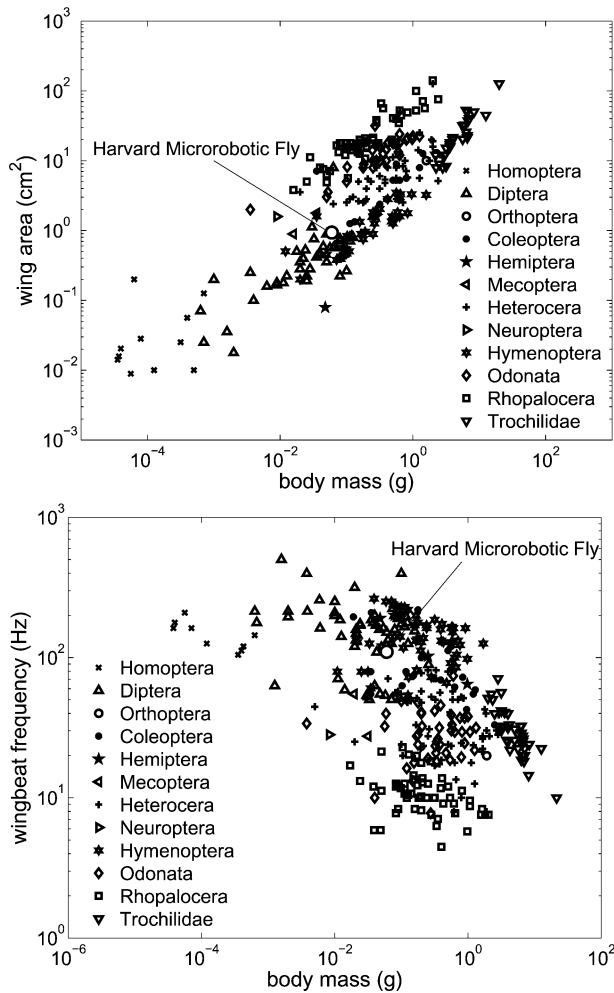 10²
10¹
10⁰
10⁻¹
10⁻²
10⁻³
wing area (cm²)
Harvard Microrobotic Fly
Homoptera
Diptera
Orthoptera
Coleoptera
Hemiptera
Mecoptera
Heterocera
Neuroptera
Hymenoptera
Odonata
Rhopalocera
Trochilidae
10⁻⁴
10⁻²
10⁰
10²
body mass (g)
10³
10²
10¹
10⁰
wingbeat frequency (Hz)
Harvard Microrobotic Fly
Homoptera
Diptera
Orthoptera
Coleoptera
Hemiptera
Mecoptera
Heterocera
Neuroptera
Hymenoptera
Odonata
Rhopalocera
Trochilidae
10⁻⁶
10⁻⁴
10⁻²
10⁰
10²
body mass (g)